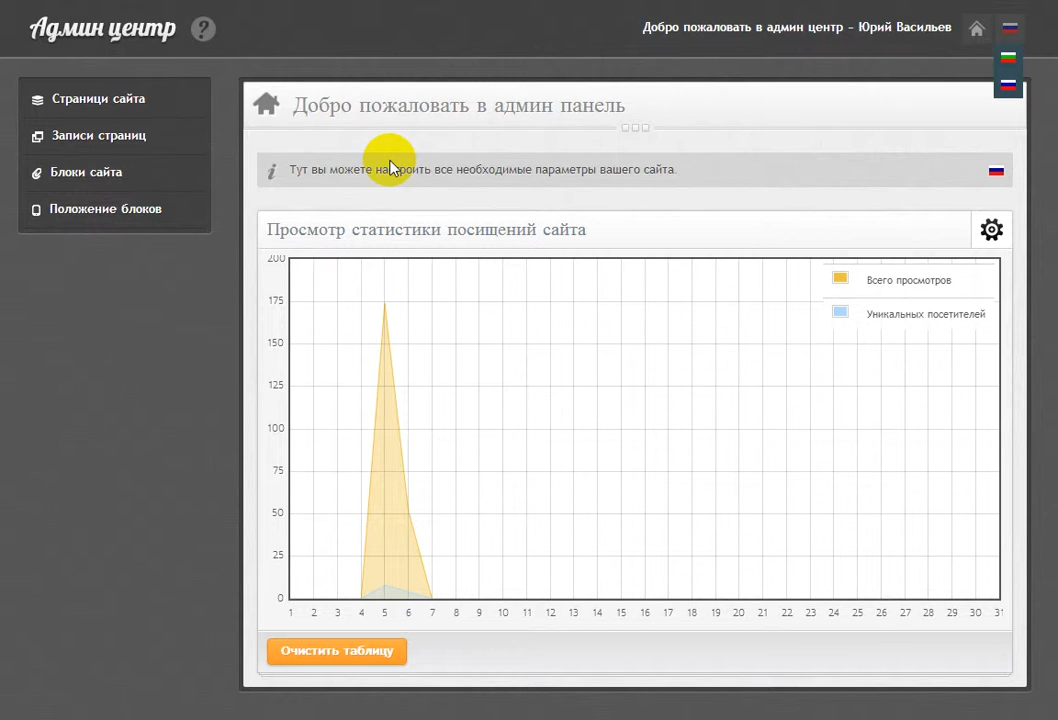 Админ центр ?
Добро пожаловать в админ центр - Юрий Васильев
Страници сайта
Записи страниц
Блоки сайта
Положение блоков
Добро пожаловать в админ панель
Тут вы можете настроить все необходимые параметры вашего сайта.
Просмотр статистики посищений сайта
200
175
150
125
100
75
50
25
0
Всего просмотров
Уникальных посетителей
1 2 3 4 5 6 7 8 9 10 11 12 13 14 15 16 17 18 19 20 21 22 23 24 25 26 27 28 29 30 31
Очистить таблицу